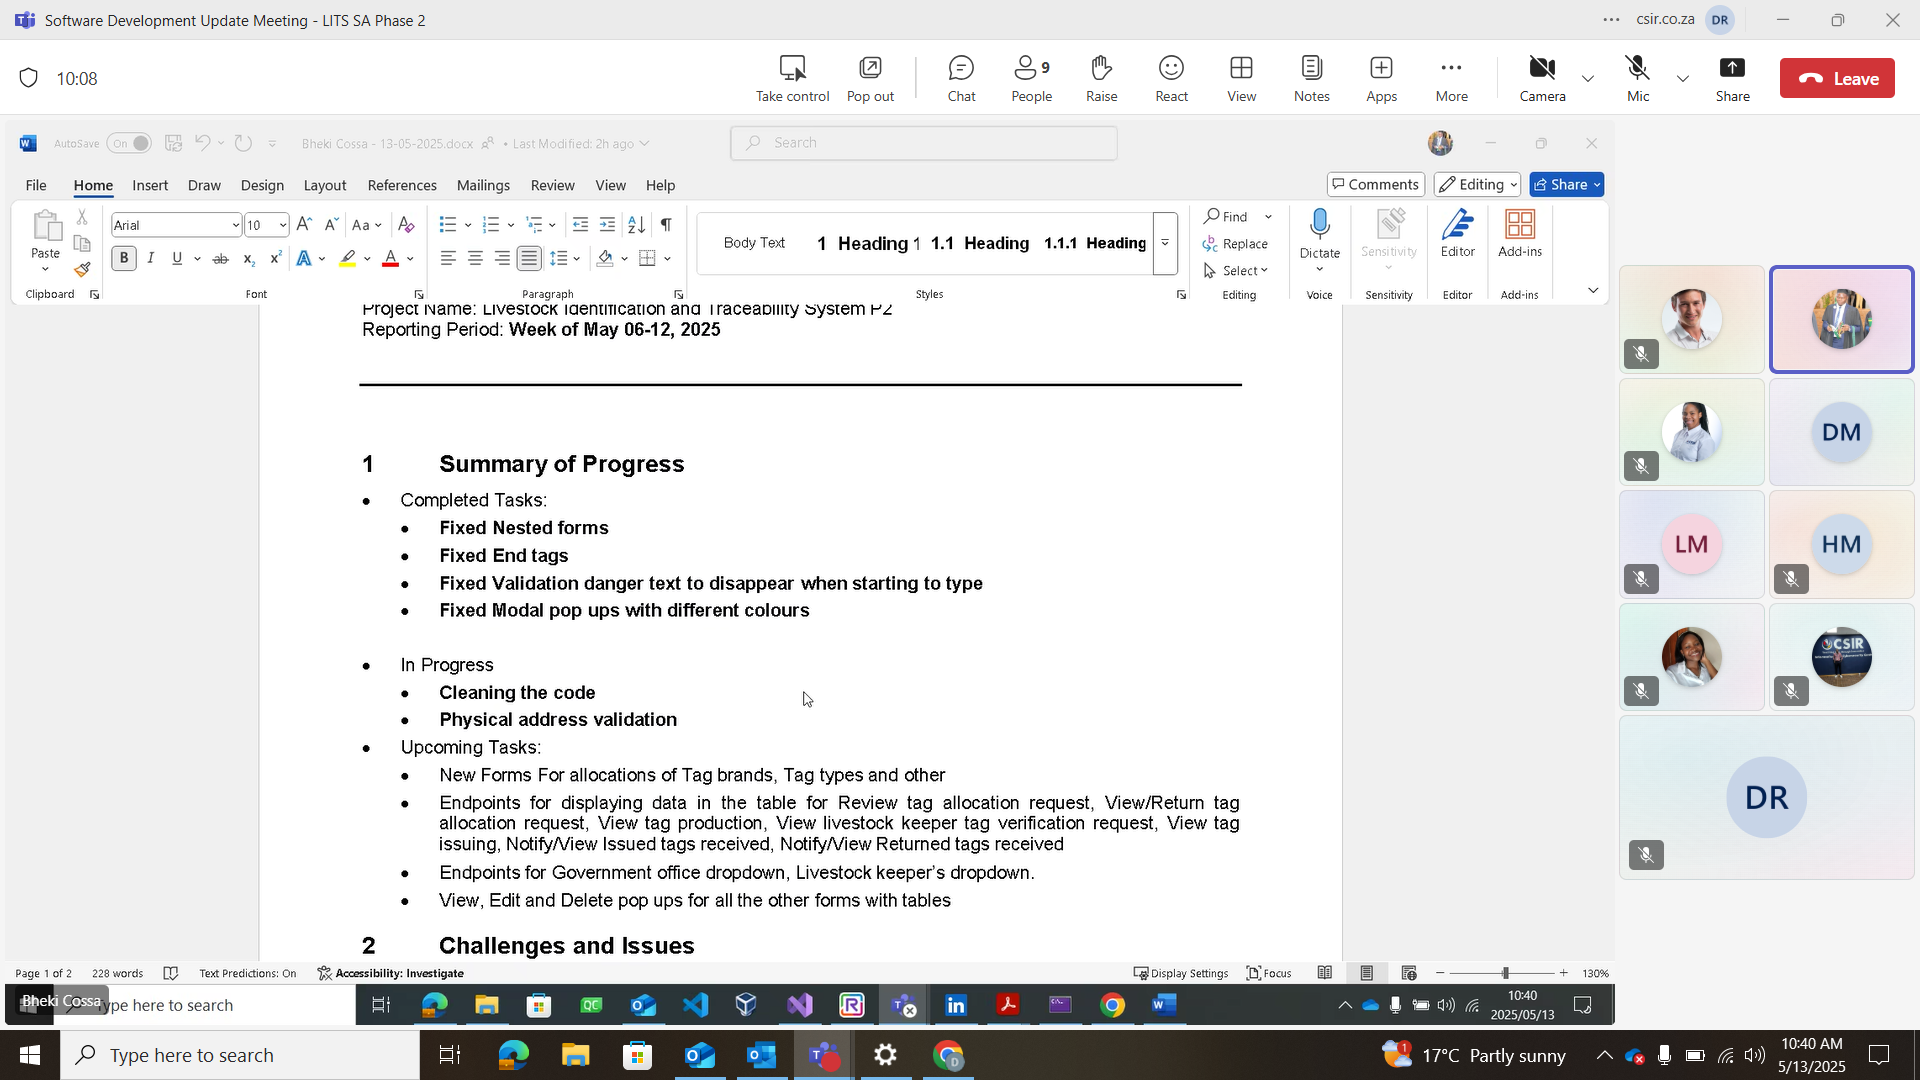 Software Development Update Meeting - LITS SA Phase 2
csir.co.za
DR
10:08
Take control
Pop out
Chat
9
People
Raise
React
View
Notes
Apps
More
Camera
Mic
Share
Leave
AutoSave
On
Bheki Cossa - 13-05-2025.docx
• Last Modified: 2h ago
Search
File
Home
Insert
Draw
Design
Layout
References
Mailings
Review
View
Help
Comments
Editing
Share
Paste
Clipboard
Arial
10
Font
Paragraph
Body Text
1 Heading 1
1.1 Heading
1.1.1 Heading
Styles
Find
Replace
Select
Editing
Dictate
Voice
Sensitivity
Sensitivity
Editor
Editor
Add-ins
Add-ins
Project Name: Livestock Identification and Traceability System P2
Reporting Period: Week of May 06-12, 2025
1 Summary of Progress
• Completed Tasks:
• Fixed Nested forms
• Fixed End tags
• Fixed Validation danger text to disappear when starting to type
• Fixed Modal pop ups with different colours
• In Progress
• Cleaning the code
• Physical address validation
• Upcoming Tasks:
• New Forms For allocations of Tag brands, Tag types and other
• Endpoints for displaying data in the table for Review tag allocation request, View/Return tag
allocation request, View tag production, View livestock keeper tag verification request, View tag
issuing, Notify/View Issued tags received, Notify/View Returned tags received
• Endpoints for Government office dropdown, Livestock keeper’s dropdown.
• View, Edit and Delete pop ups for all the other forms with tables
2 Challenges and Issues
DM
LM
HM
CSIR
DR
Page 1 of 2
228 words
Text Predictions: On
Accessibility: Investigate
Display Settings
Focus
130%
Bheki Cossa
ype here to search
10:40
2025/05/13
Type here to search
1
17°C Partly sunny
10:40 AM
5/13/2025